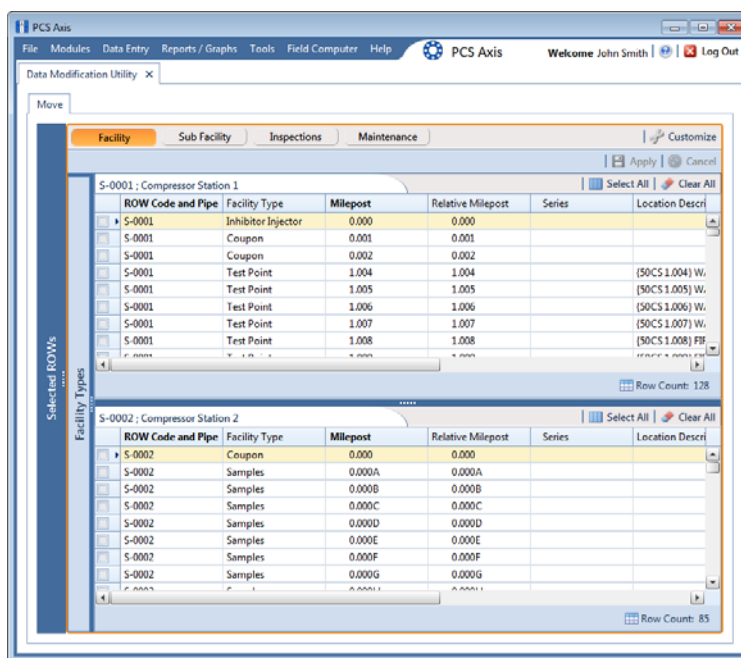 PCS Axis
File Modules Data Entry Reports / Graphs Tools Field Computer Help PCS Axis Welcome John Smith Log Out
Data Modification Utility
Move
Facility Sub Facility Inspections Maintenance Customize
Apply Cancel
Selected ROWs
Facility Types
S-0001 ; Compressor Station 1 Select All Clear All
ROW Code and Pipe Facility Type Milepost Relative Milepost Series Location Descri
S-0001 Inhibitor Injector 0.000 0.000
S-0001 Coupon 0.001 0.001
S-0001 Coupon 0.002 0.002
S-0001 Test Point 1.004 1.004 (50CS 1.004) W
S-0001 Test Point 1.005 1.005 (50CS 1.005) W
S-0001 Test Point 1.006 1.006 (50CS 1.006) W
S-0001 Test Point 1.007 1.007 (50CS 1.007) W
S-0001 Test Point 1.008 1.008 (50CS 1.008) FIF
Row Count: 128
S-0002 ; Compressor Station 2 Select All Clear All
ROW Code and Pipe Facility Type Milepost Relative Milepost Series Location Descri
S-0002 Coupon 0.000 0.000
S-0002 Samples 0.000A 0.000A
S-0002 Samples 0.000B 0.000B
S-0002 Samples 0.000C 0.000C
S-0002 Samples 0.000D 0.000D
S-0002 Samples 0.000E 0.000E
S-0002 Samples 0.000F 0.000F
S-0002 Samples 0.000G 0.000G
Row Count: 85